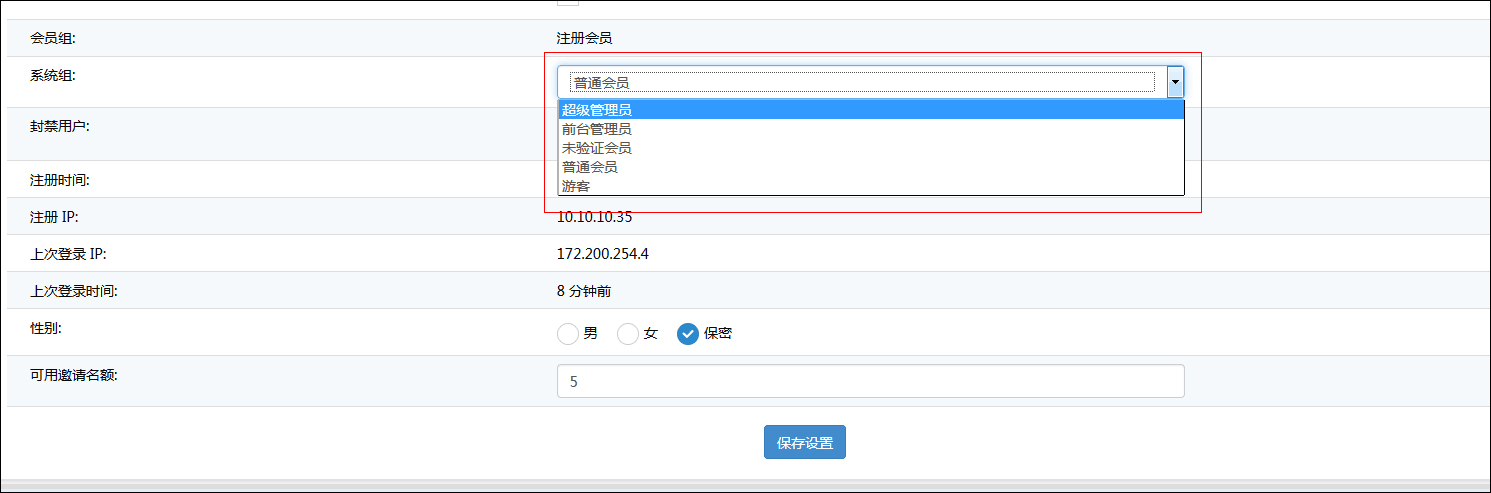 会员组:
注册会员
系统组:
普通会员
超级管理员
前台管理员
未验证会员
普通会员
游客
封禁用户:
注册时间:
注册 IP:
10.10.10.35
上次登录 IP:
172.200.254.4
上次登录时间:
8 分钟前
性别:
男 女 保密
可用邀请名额:
5
保存设置